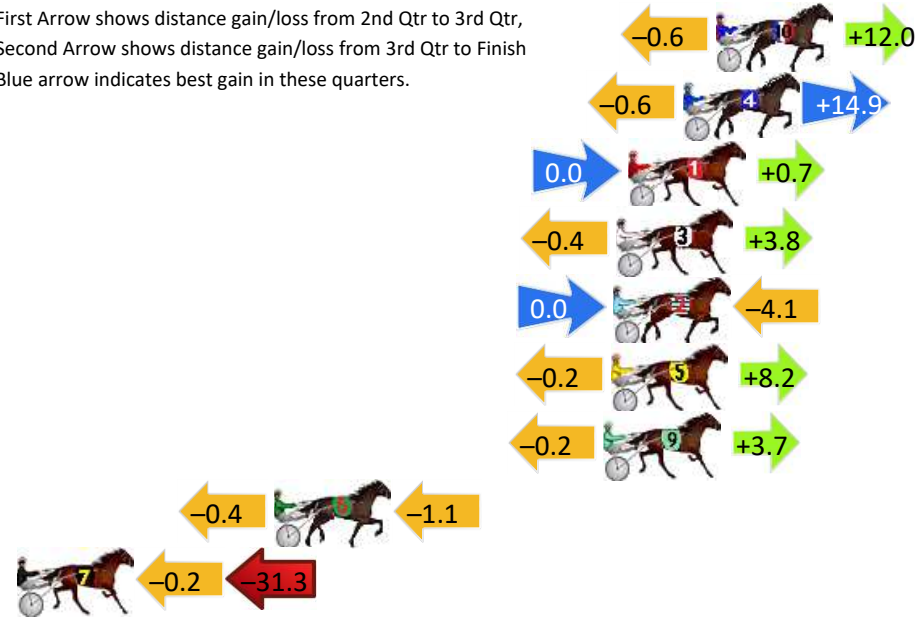 First Arrow shows distance gain/loss from 2nd Qtr to 3rd Qtr,
Second Arrow shows distance gain/loss from 3rd Qtr to Finish
Blue arrow indicates best gain in these quarters.
−0.6 10 +12.0
−0.6 4 +14.9
0.0 1 +0.7
−0.4 3 +3.8
0.0 −4.1
−0.2 5 +8.2
−0.2 9 +3.7
−0.4 6 −1.1
7 −0.2 −31.3